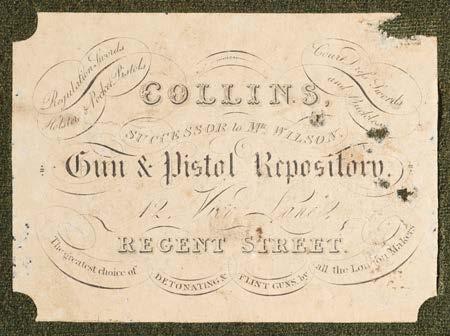 Regulation Swords
Holster & Pocket Pistols
Court Dress Swords
and Buckles
COLLINS,
SUCCESSOR to Mr. WILSON,
Gun & Pistol Repository.
12, Vigo Lane,
REGENT STREET.
The greatest choice of DETONATING & FLINT GUNS, by all the London Makers